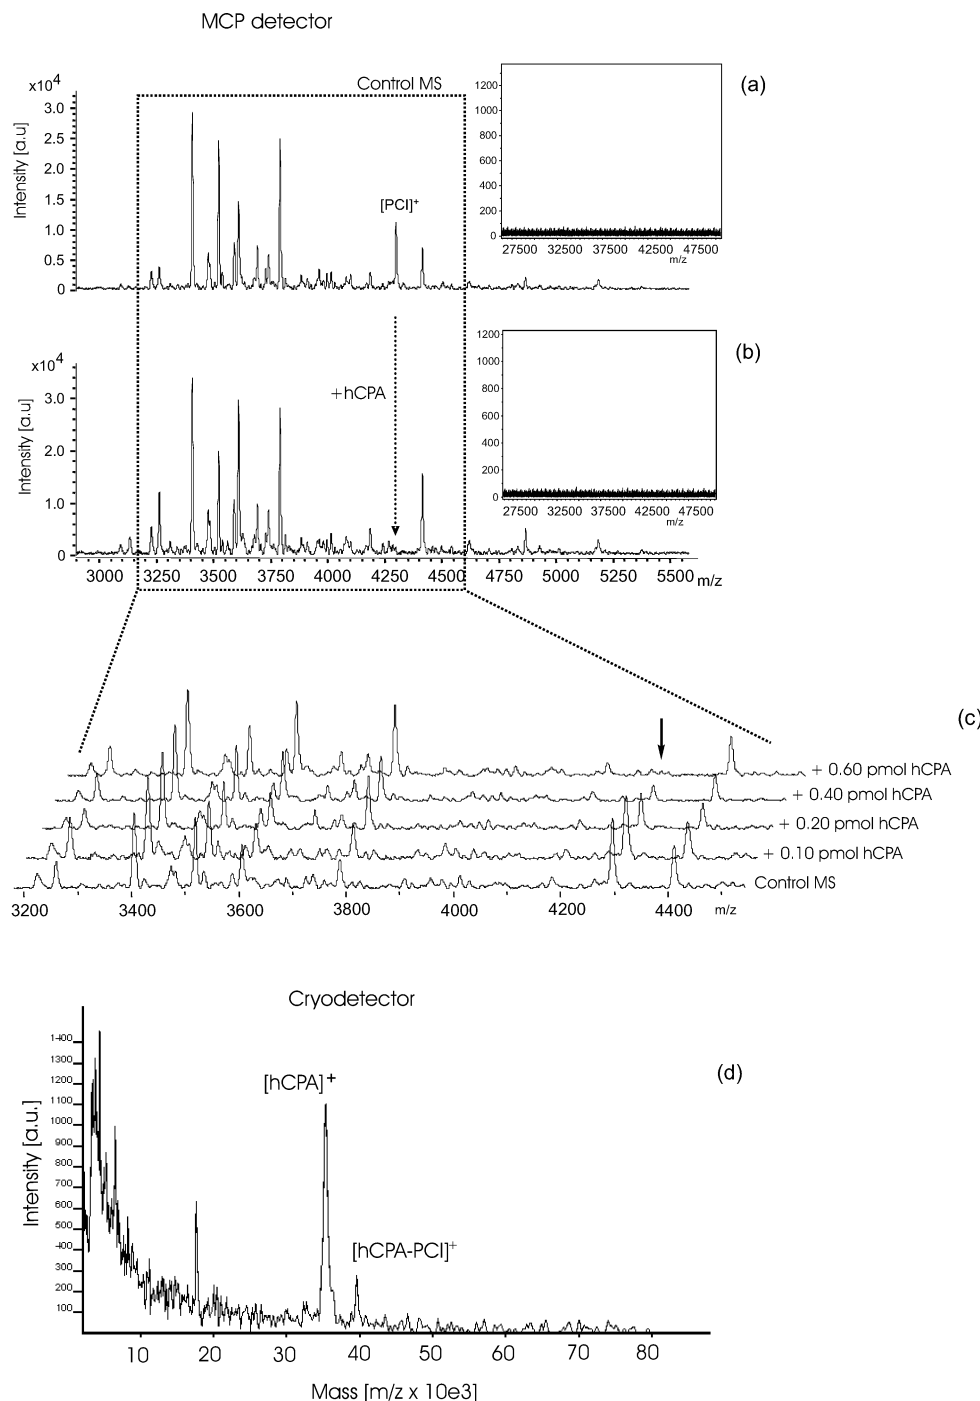 MCP detector
Control MS
(a)
x10⁴
Intensity [a.u]
3.0
2.5
2.0
1.5
1.0
0.5
0
[PCI]⁺
1200
1000
800
600
400
200
0
27500 32500 37500 42500 47500
m/z
(b)
x10⁴
Intensity [a.u]
3.0
2.0
1.0
0
+hCPA
1200
1000
800
600
400
200
0
27500 32500 37500 42500 47500
m/z
3000 3250 3500 3750 4000 4250 4500 4750 5000 5250 5500 m/z
(c)
+ 0.60 pmol hCPA
+ 0.40 pmol hCPA
+ 0.20 pmol hCPA
+ 0.10 pmol hCPA
Control MS
3200 3400 3600 3800 4000 4200 4400 m/z
Cryodetector
(d)
Intensity [a.u.]
1400
1300
1200
1100
1000
900
800
700
600
500
400
300
200
100
[hCPA]⁺
[hCPA-PCI]⁺
10 20 30 40 50 60 70 80
Mass [m/z x 10e3]